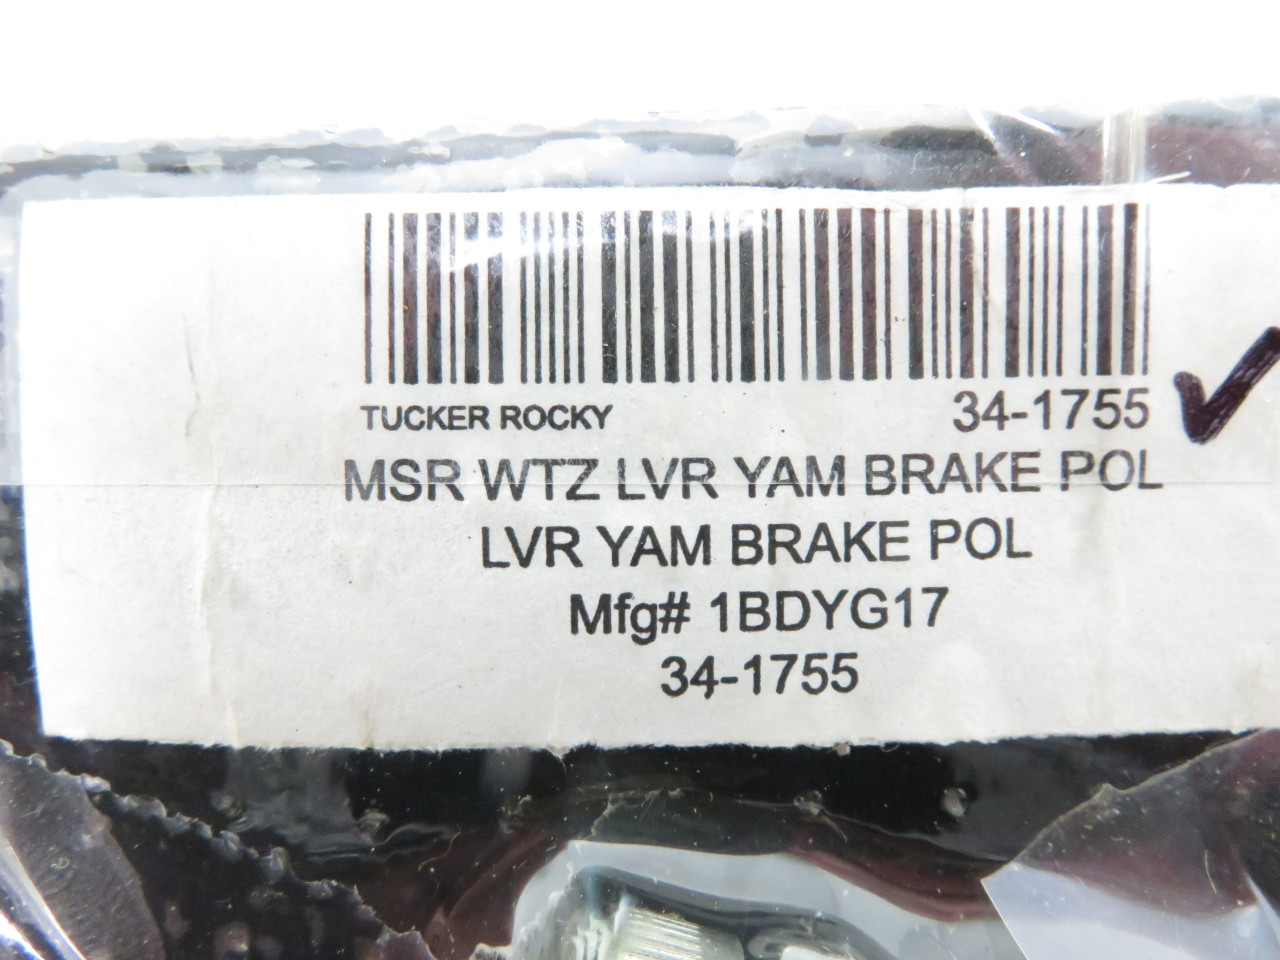 TUCKER ROCKY 34-1755
MSR WTZ LVR YAM BRAKE POL
LVR YAM BRAKE POL
Mfg# 1BDYG17
34-1755